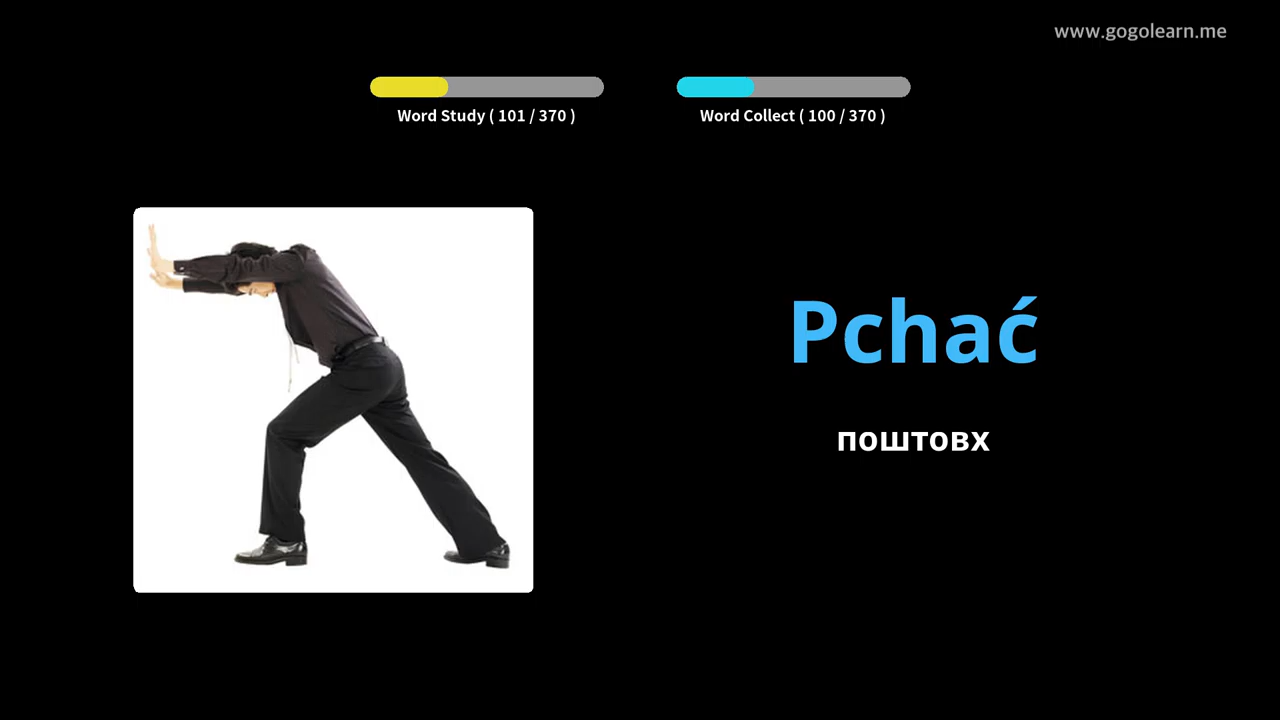 www.gogolearn.me
Word Study ( 101 / 370 )
Word Collect ( 100 / 370 )
Pchać
поштовх